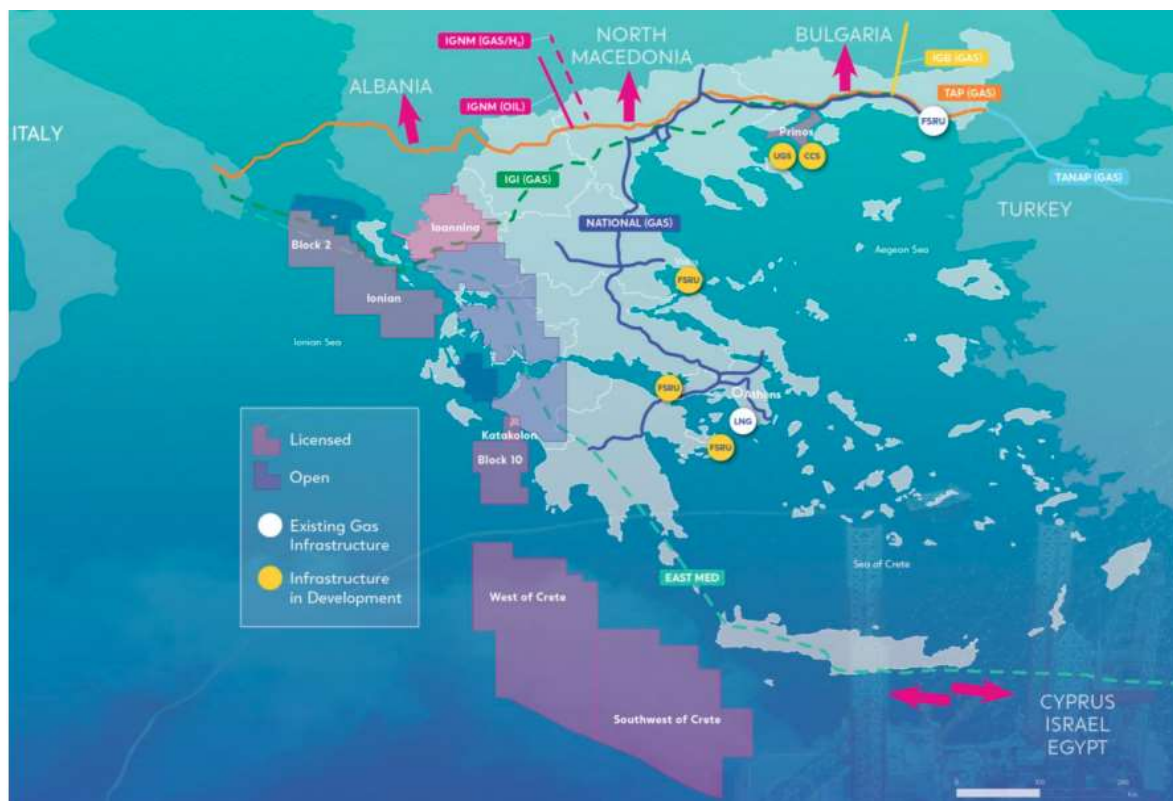 IGNM (GAS/H₂)
NORTH
MACEDONIA
BULGARIA
IGB (GAS)
ALBANIA
IGNM (OIL)
TAP (GAS)
ITALY
FSRU
Prinos
UGS
CCS
IGI (GAS)
TANAP (GAS)
TURKEY
Ioannina
NATIONAL (GAS)
Block 2
Aegean Sea
FSRU
Ionian
Ionian Sea
FSRU
Athens
LNG
FSRU
Katakolon
Block 10
Licensed
Open
Existing Gas
Infrastructure
Infrastructure
in Development
EAST MED
Sea of Crete
West of Crete
Southwest of Crete
CYPRUS
ISRAEL
EGYPT